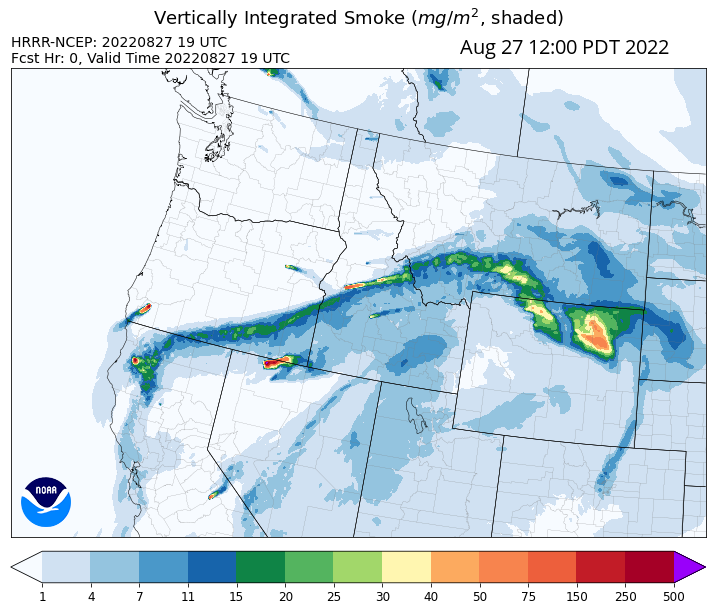 Vertically Integrated Smoke (mg/m², shaded)
HRRR-NCEP: 20220827 19 UTC
Fcst Hr: 0, Valid Time 20220827 19 UTC
Aug 27 12:00 PDT 2022
NOAA
1 4 7 11 15 20 25 30 40 50 75 150 250 500